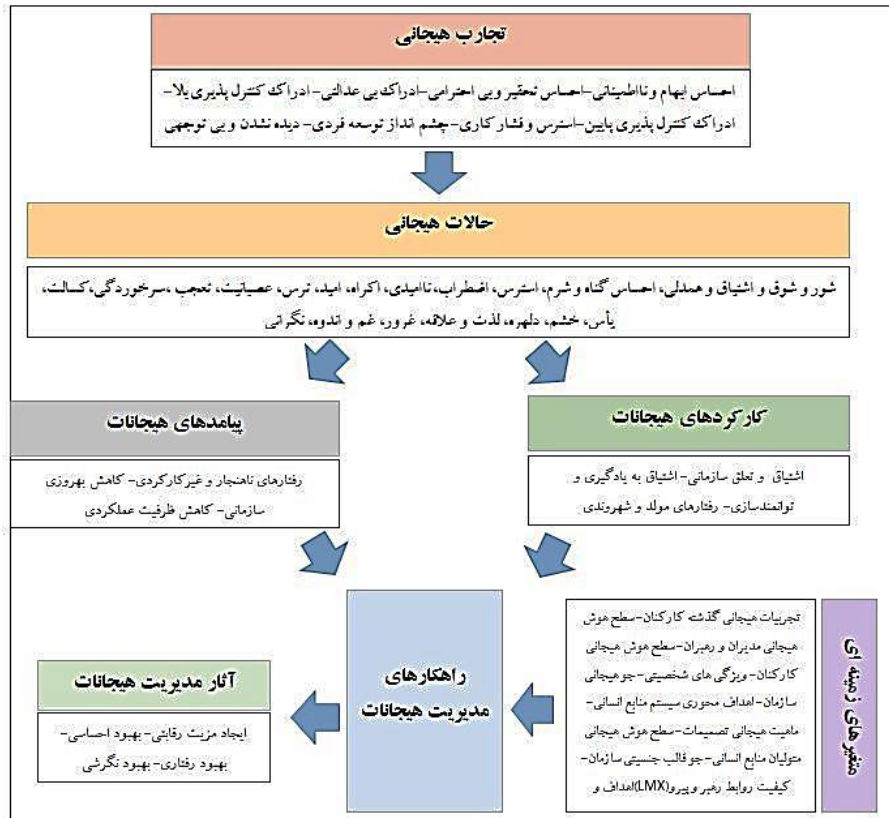 تجارب هیجانی
احساس ابهام و نااطمینانی-احساس تحقیر و بی احترامی-ادراک بی عدالتی- ادراک کنترل پذیری بالا-
ادراک کنترل پذیری پایین-استرس و فشار کاری-چشم انداز توسعه فردی- دیده نشدن و بی توجهی
حالات هیجانی
شور و شوق و اشتیاق و همدلی، احساس گناه و شرم، استرس، اضطراب، ناامیدی، اکراه، امید، ترس، عصبانیت، تعجب ،سرخوردگی،کسالت،
یأس، خشم، دلهره، لذت و علاقه، غرور، غم و اندوه، نگرانی
کارکردهای هیجانات
اشتیاق و تعلق سازمانی- اشتیاق به یادگیری و
توانمندسازی- رفتارهای مولد و شهروندی
پیامدهای هیجانات
رفتارهای ناهنجار و غیرکارکردی- کاهش بهروزی
سازمانی- کاهش ظرفیت عملکردی
متغیرهای زمینه ای
تجربیات هیجانی گذشته کارکنان-سطح هوش
هیجانی مدیران و رهبران-سطح هوش هیجانی
کارکنان- ویژگی های شخصیتی- جو هیجانی
سازمان- اهداف محوری سیستم منابع انسانی-
ماهیت هیجانی تصمیمات- سطح هوش هیجانی
متولیان منابع انسانی- جو قالب جنسیتی سازمان-
کیفیت روابط رهبر و پیرو(LMX)اهداف و
راهکارهای
مدیریت هیجانات
آثار مدیریت هیجانات
ایجاد مزیت رقابتی- بهبود احساسی-
بهبود رفتاری- بهبود نگرشی